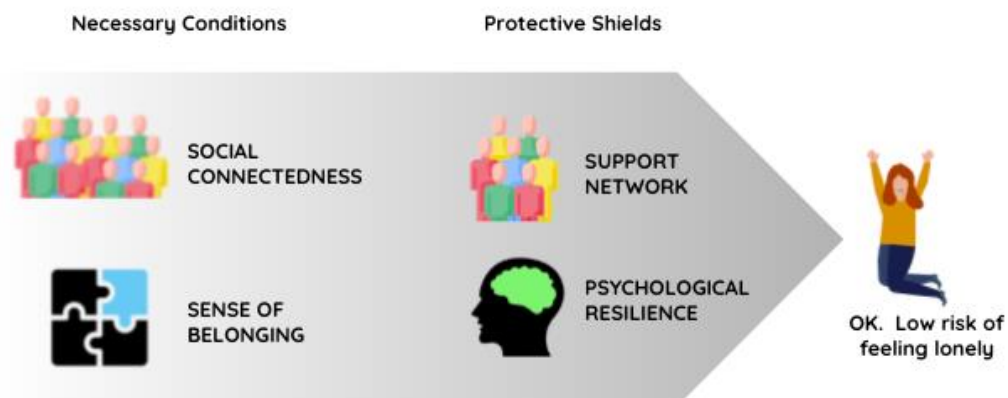 Necessary Conditions
Protective Shields
SOCIAL
CONNECTEDNESS
SUPPORT
NETWORK
SENSE OF
BELONGING
PSYCHOLOGICAL
RESILIENCE
OK. Low risk of
feeling lonely